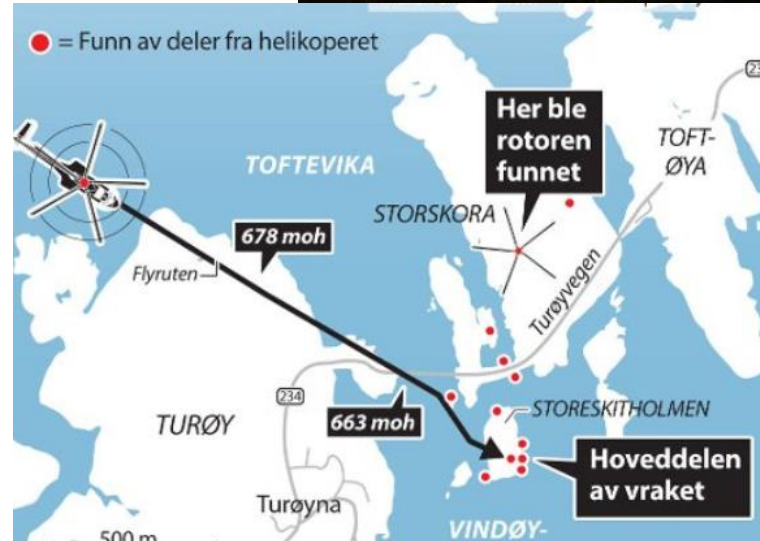 = Funn av deler fra helikoperet
Her ble
rotoren
funnet
TOFT-
ØYA
TOFTEVIKA
STORSKORA
678 moh
Flyruten
Turøyvegen
234
663 moh
TURØY
STORESKITHOLMEN
Hoveddelen
av vraket
Turøyna
500 m
VINDØY-